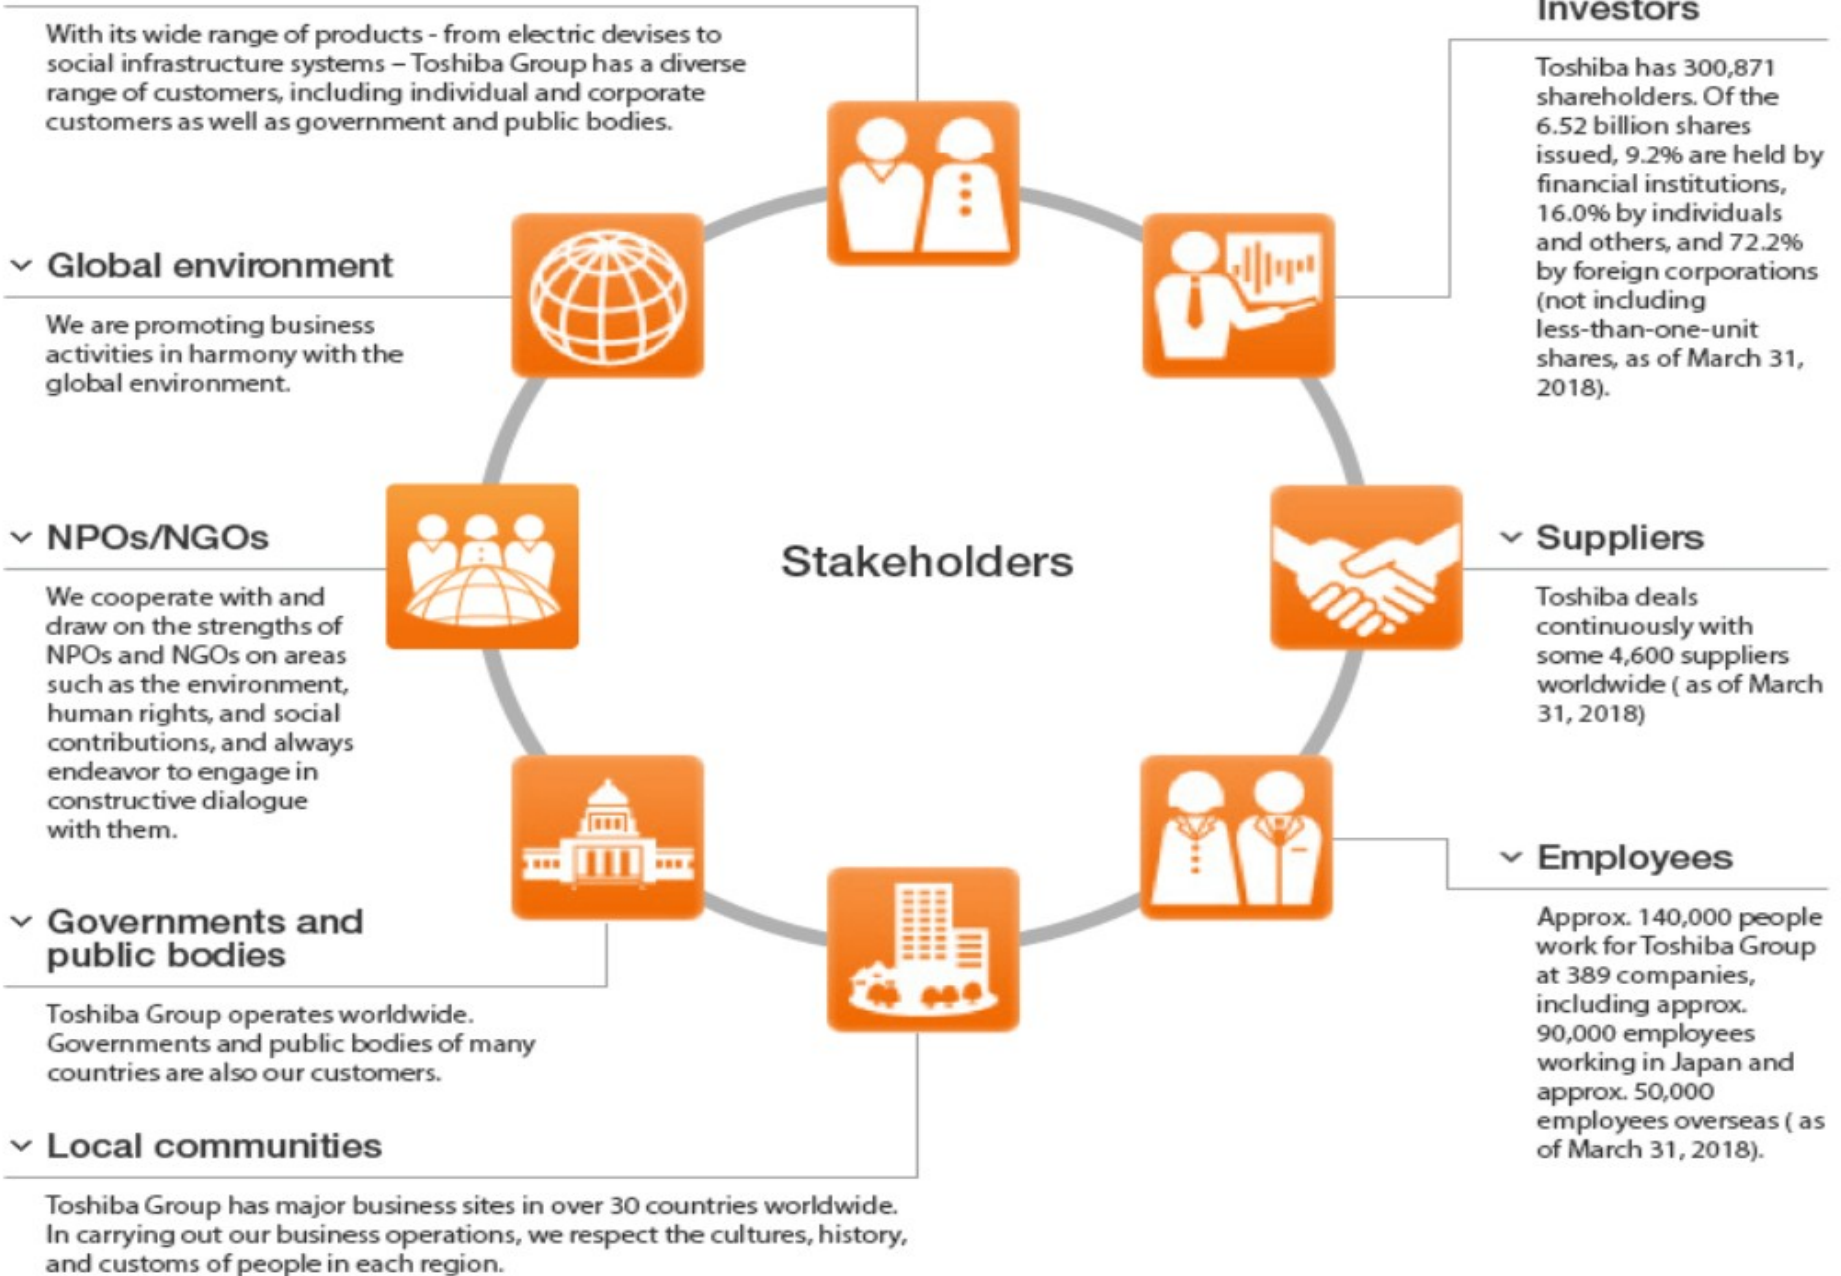 With its wide range of products - from electric devises to
social infrastructure systems – Toshiba Group has a diverse
range of customers, including individual and corporate
customers as well as government and public bodies.
Investors
Toshiba has 300,871
shareholders. Of the
6.52 billion shares
issued, 9.2% are held by
financial institutions,
16.0% by individuals
and others, and 72.2%
by foreign corporations
(not including
less-than-one-unit
shares, as of March 31,
2018).
Global environment
We are promoting business
activities in harmony with the
global environment.
NPOs/NGOs
We cooperate with and
draw on the strengths of
NPOs and NGOs on areas
such as the environment,
human rights, and social
contributions, and always
endeavor to engage in
constructive dialogue
with them.
Stakeholders
Suppliers
Toshiba deals
continuously with
some 4,600 suppliers
worldwide ( as of March
31, 2018)
Employees
Approx. 140,000 people
work for Toshiba Group
at 389 companies,
including approx.
90,000 employees
working in Japan and
approx. 50,000
employees overseas ( as
of March 31, 2018).
Governments and
public bodies
Toshiba Group operates worldwide.
Governments and public bodies of many
countries are also our customers.
Local communities
Toshiba Group has major business sites in over 30 countries worldwide.
In carrying out our business operations, we respect the cultures, history,
and customs of people in each region.